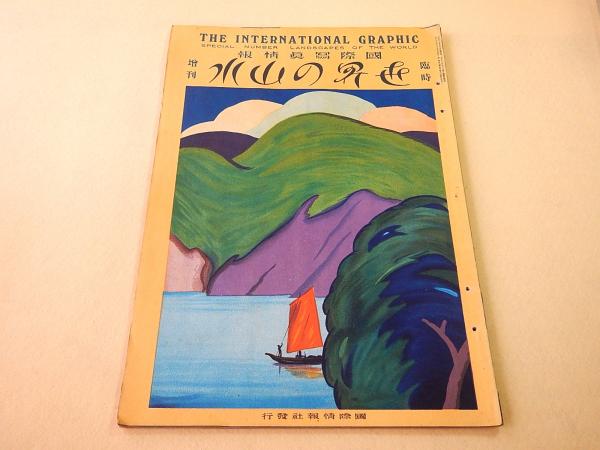 THE INTERNATIONAL GRAPHIC
SPECIAL NUMBER LANDSCAPES OF THE WORLD
國際寫眞情報
臨時
世界の山水
增刊
國際情報社發行